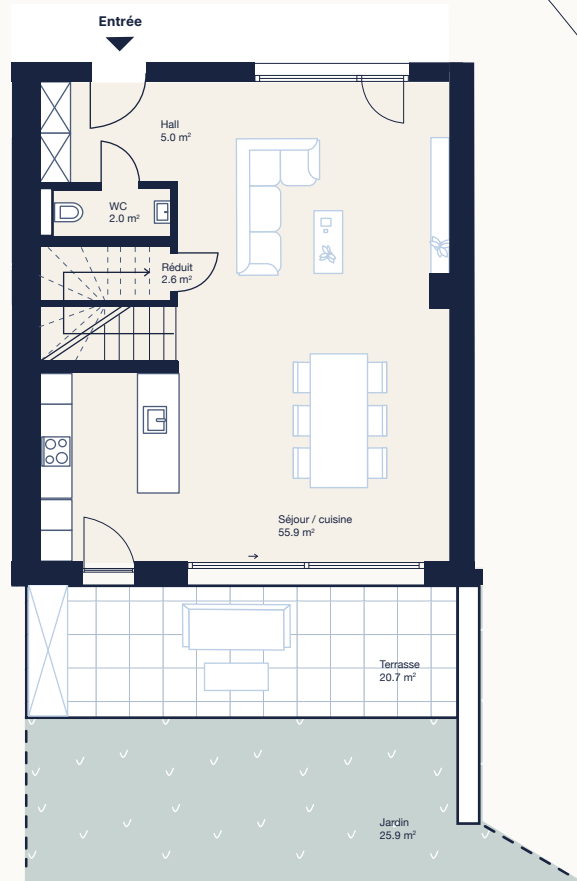 Entrée
Hall
5.0 m²
WC
2.0 m²
Réduit
2.6 m²
Séjour / cuisine
55.9 m²
Terrasse
20.7 m²
Jardin
25.9 m²